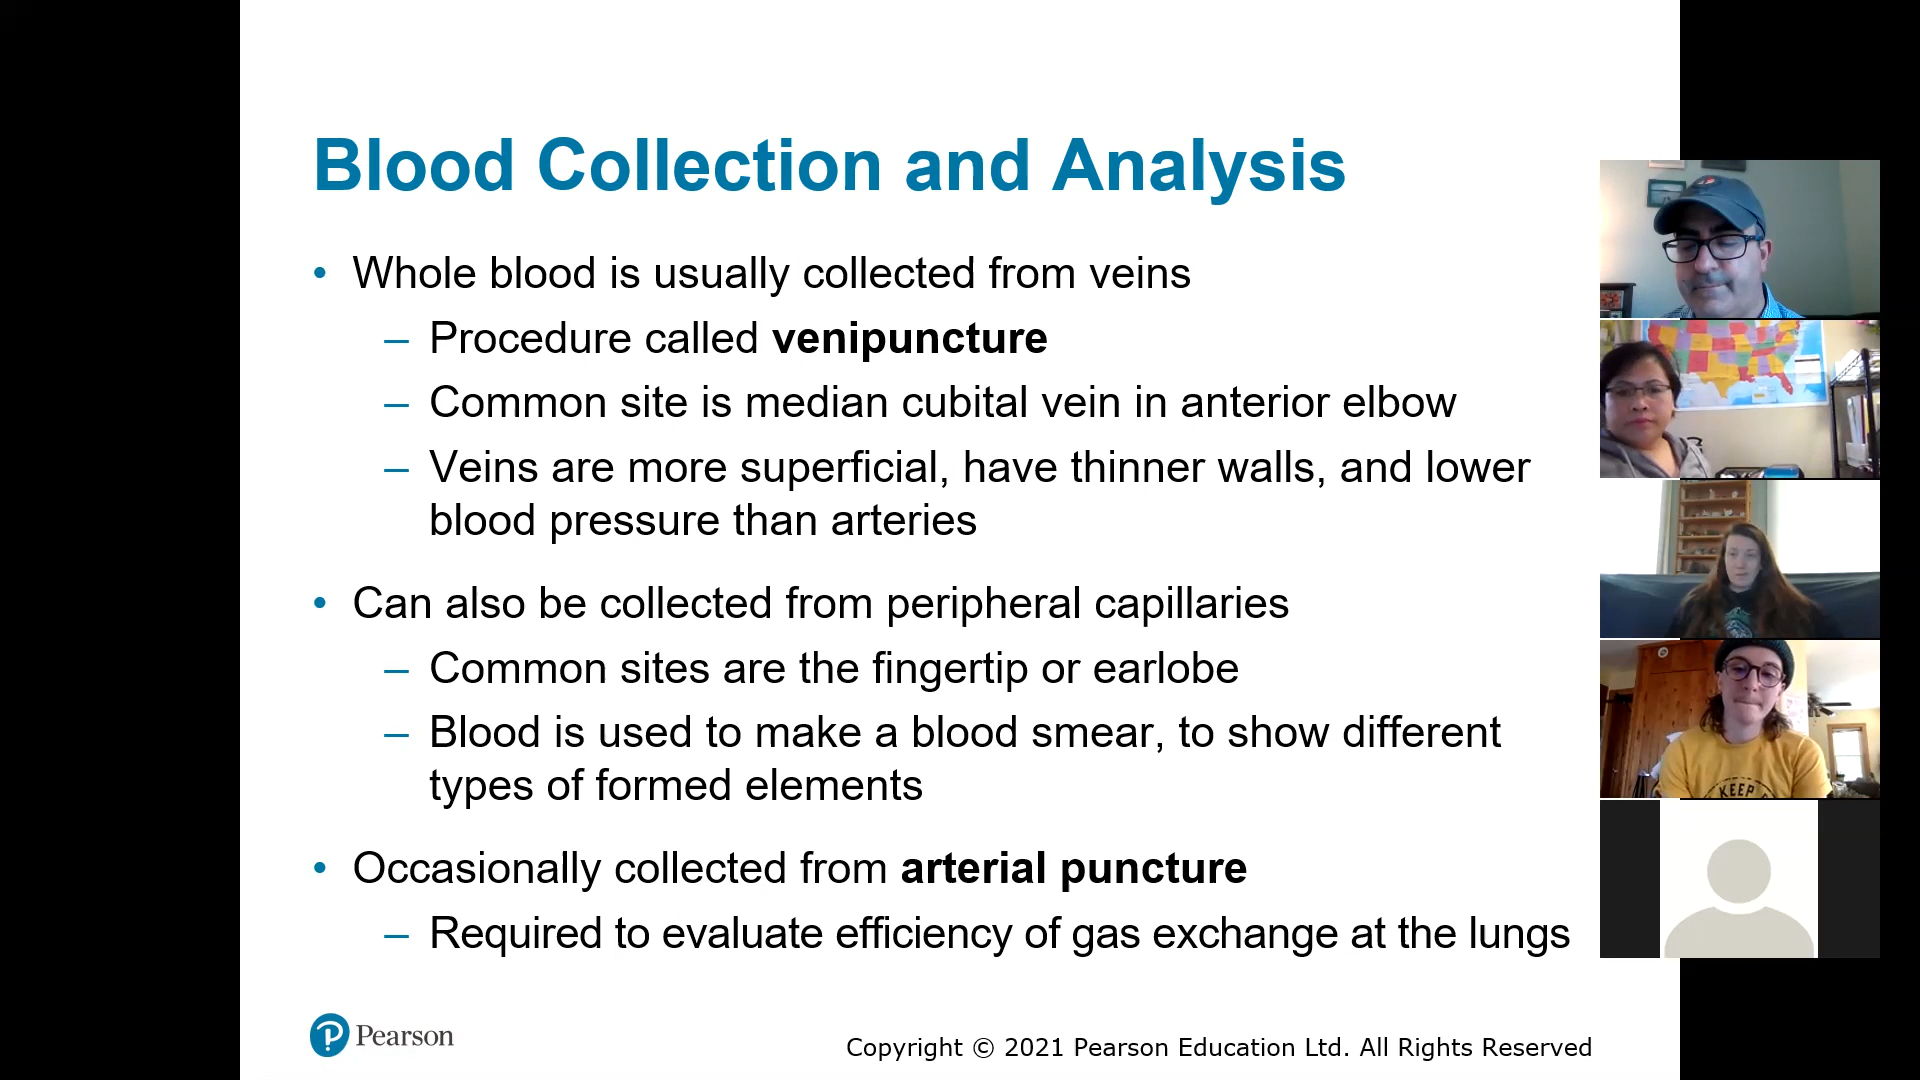 Blood Collection and Analysis
• Whole blood is usually collected from veins
– Procedure called venipuncture
– Common site is median cubital vein in anterior elbow
– Veins are more superficial, have thinner walls, and lower
blood pressure than arteries
• Can also be collected from peripheral capillaries
– Common sites are the fingertip or earlobe
– Blood is used to make a blood smear, to show different
types of formed elements
• Occasionally collected from arterial puncture
– Required to evaluate efficiency of gas exchange at the lungs
KEEP
Pearson
Copyright © 2021 Pearson Education Ltd. All Rights Reserved